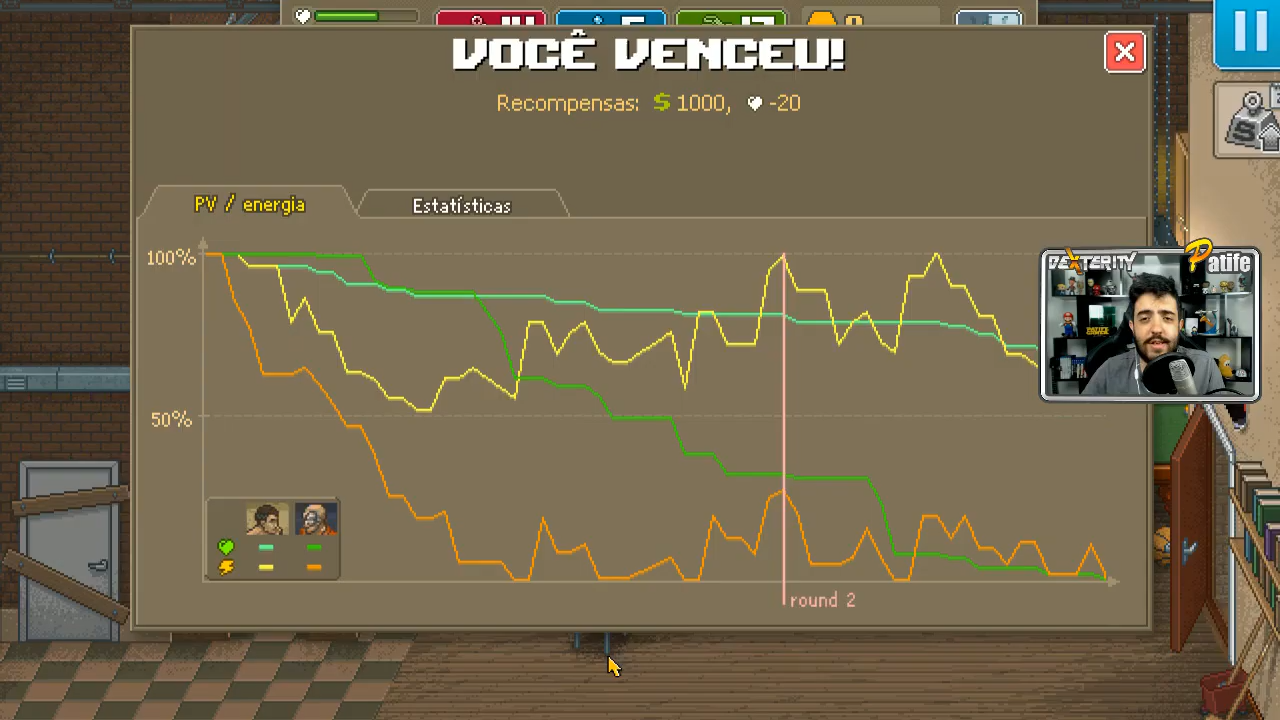 VOCÊ VENCEU!
Recompensas: $ 1000, -20
PV / energia
Estatísticas
100%
50%
round 2
DEXTERITY
Patife